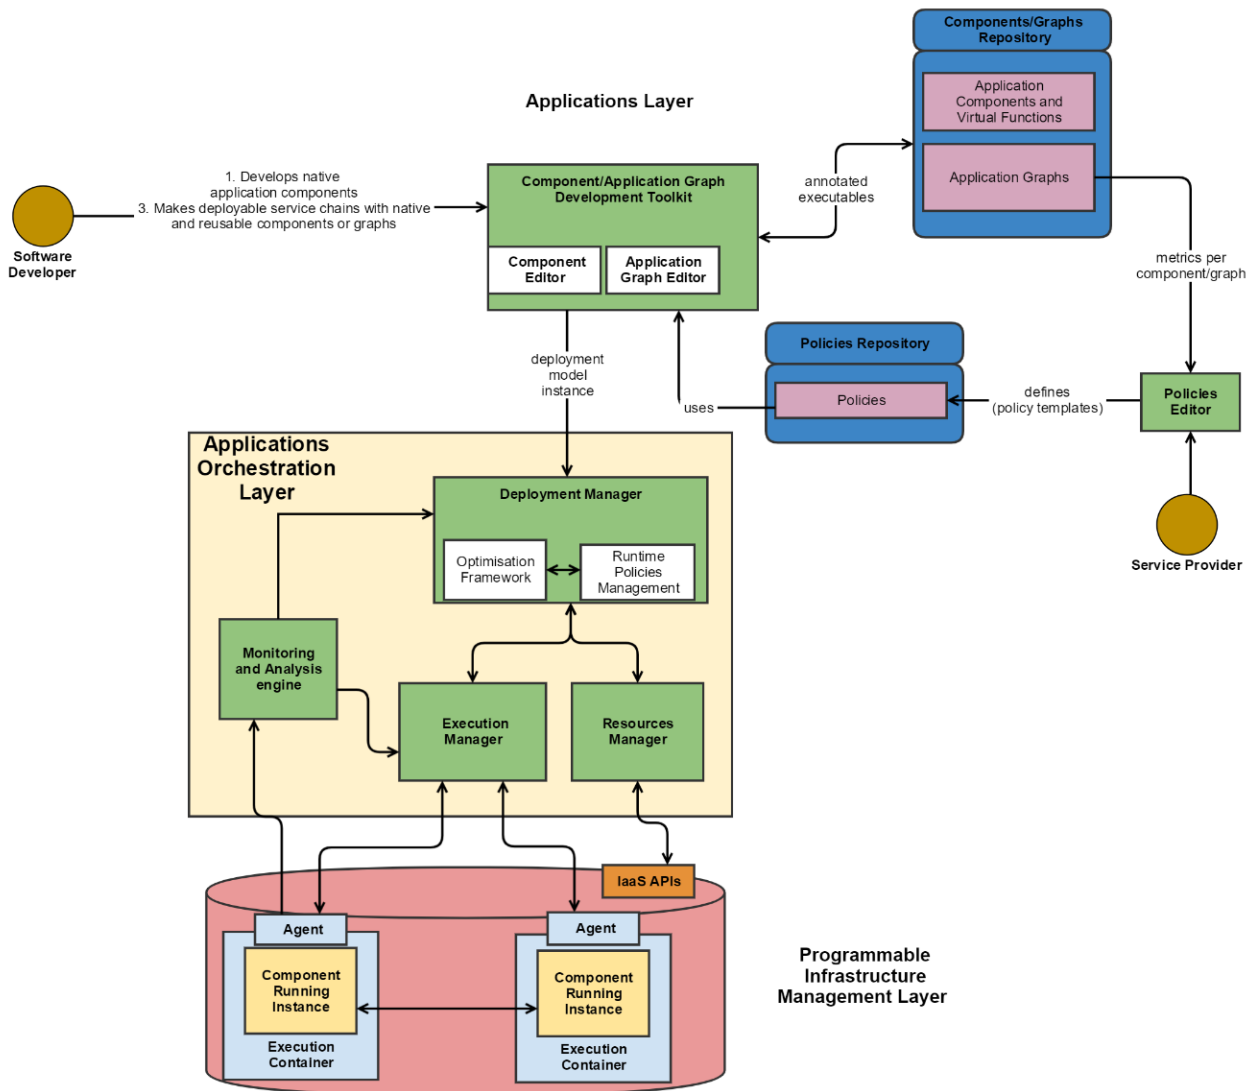 Components/Graphs
Repository
Application
Components and
Virtual Functions
Application Graphs
Applications Layer
1. Develops native
application components
3. Makes deployable service chains with native
and reusable components or graphs
Software
Developer
Component/Application Graph
Development Toolkit
Component
Editor
Application
Graph Editor
annotated
executables
metrics per
component/graph
deployment
model
instance
Policies Repository
Policies
uses
defines
(policy templates)
Policies
Editor
Service Provider
Applications
Orchestration
Layer
Deployment Manager
Optimisation
Framework
Runtime
Policies
Management
Monitoring
and Analysis
engine
Execution
Manager
Resources
Manager
IaaS APIs
Agent
Component
Running
Instance
Execution
Container
Agent
Component
Running
Instance
Execution
Container
Programmable
Infrastructure
Management Layer